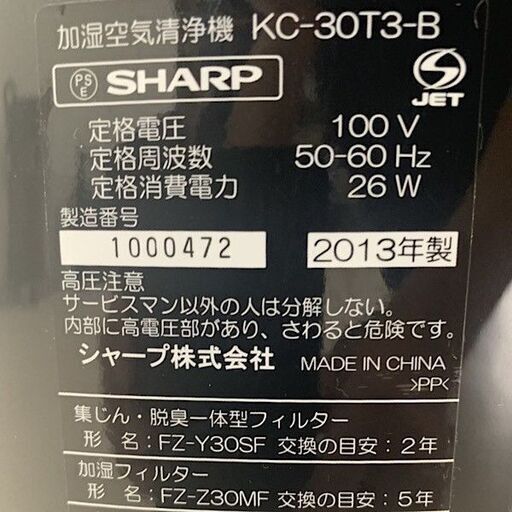 加湿空気清浄機 KC-30T3-B
PS E SHARP S JET
定格電圧 100 V
定格周波数 50-60 Hz
定格消費電力 26 W
製造番号
1000472 2013年製
高圧注意
サービスマン以外の人は分解しない。
内部に高電圧部があり、さわると危険です。
シャープ株式会社 MADE IN CHINA
>PP<
集じん・脱臭一体型フィルター
形 名：FZ-Y30SF 交換の目安：2年
加湿フィルター
形 名：FZ-Z30MF 交換の目安：5年